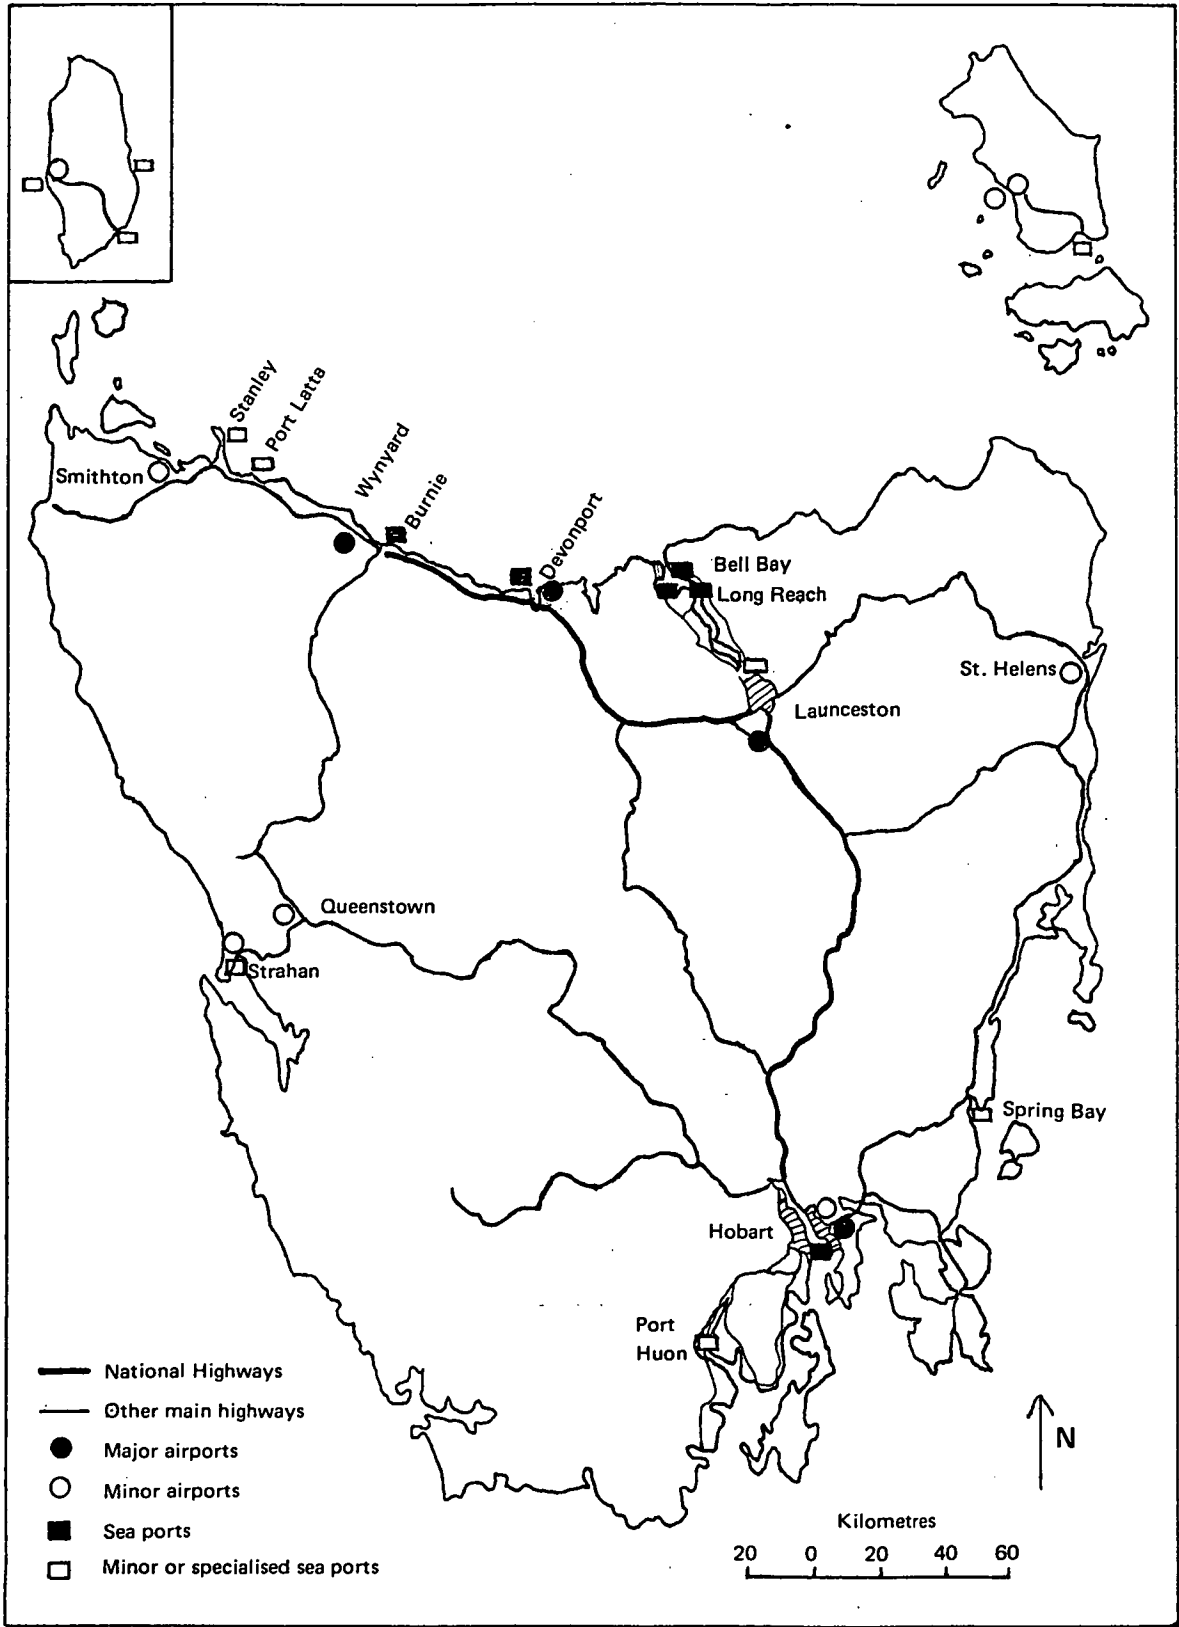 Stanley
Port Latta
Wynyard
Smithton
Burnie
Devonport
Bell Bay
Long Reach
St. Helens
Launceston
Queenstown
Strahan
Spring Bay
Hobart
Port
Huon
National Highways
Other main highways
Major airports
Minor airports
Sea ports
Minor or specialised sea ports
N
Kilometres
20 0 20 40 60